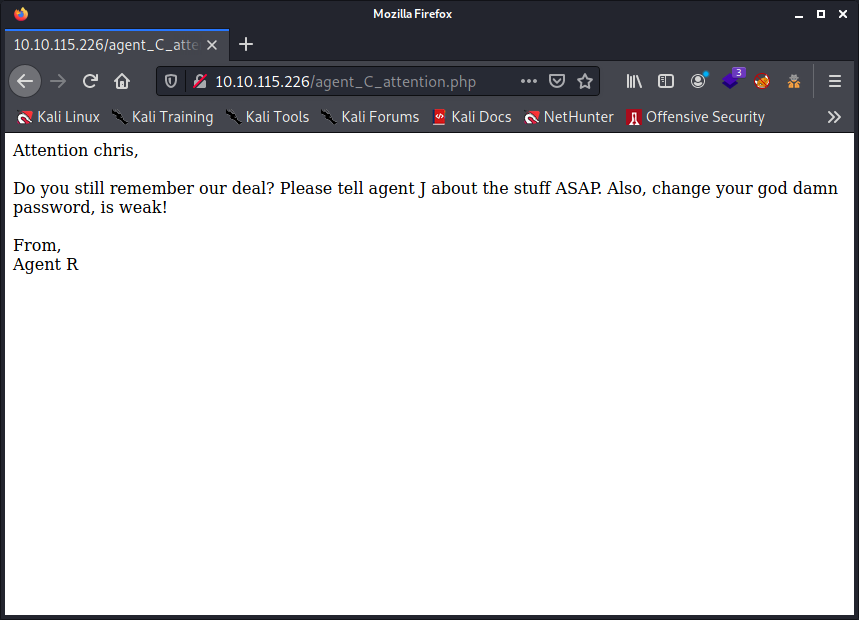 Mozilla Firefox
10.10.115.226/agent_C_atte
10.10.115.226/agent_C_attention.php
3
Kali Linux Kali Training Kali Tools Kali Forums Kali Docs NetHunter Offensive Security
Attention chris,
Do you still remember our deal? Please tell agent J about the stuff ASAP. Also, change your god damn
password, is weak!
From,
Agent R